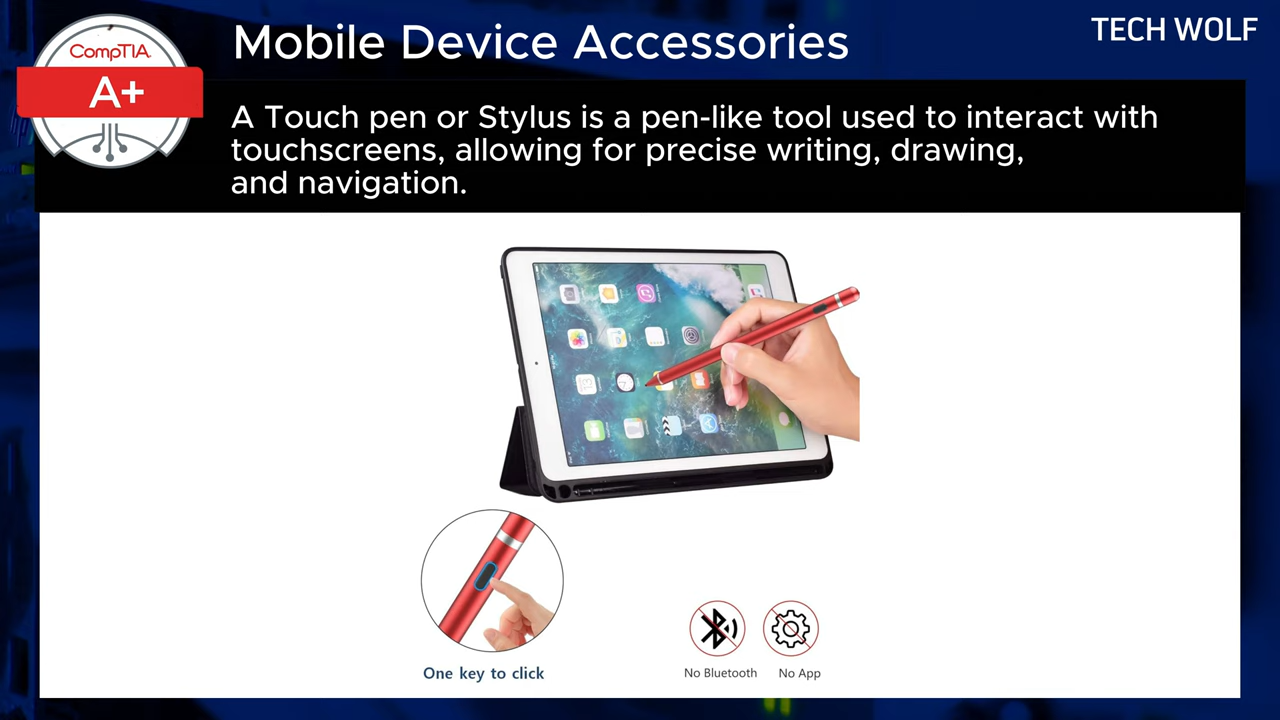 CompTIA.
A+
Mobile Device Accessories
TECH WOLF
A Touch pen or Stylus is a pen-like tool used to interact with
touchscreens, allowing for precise writing, drawing,
and navigation.
One key to click
No Bluetooth
No App